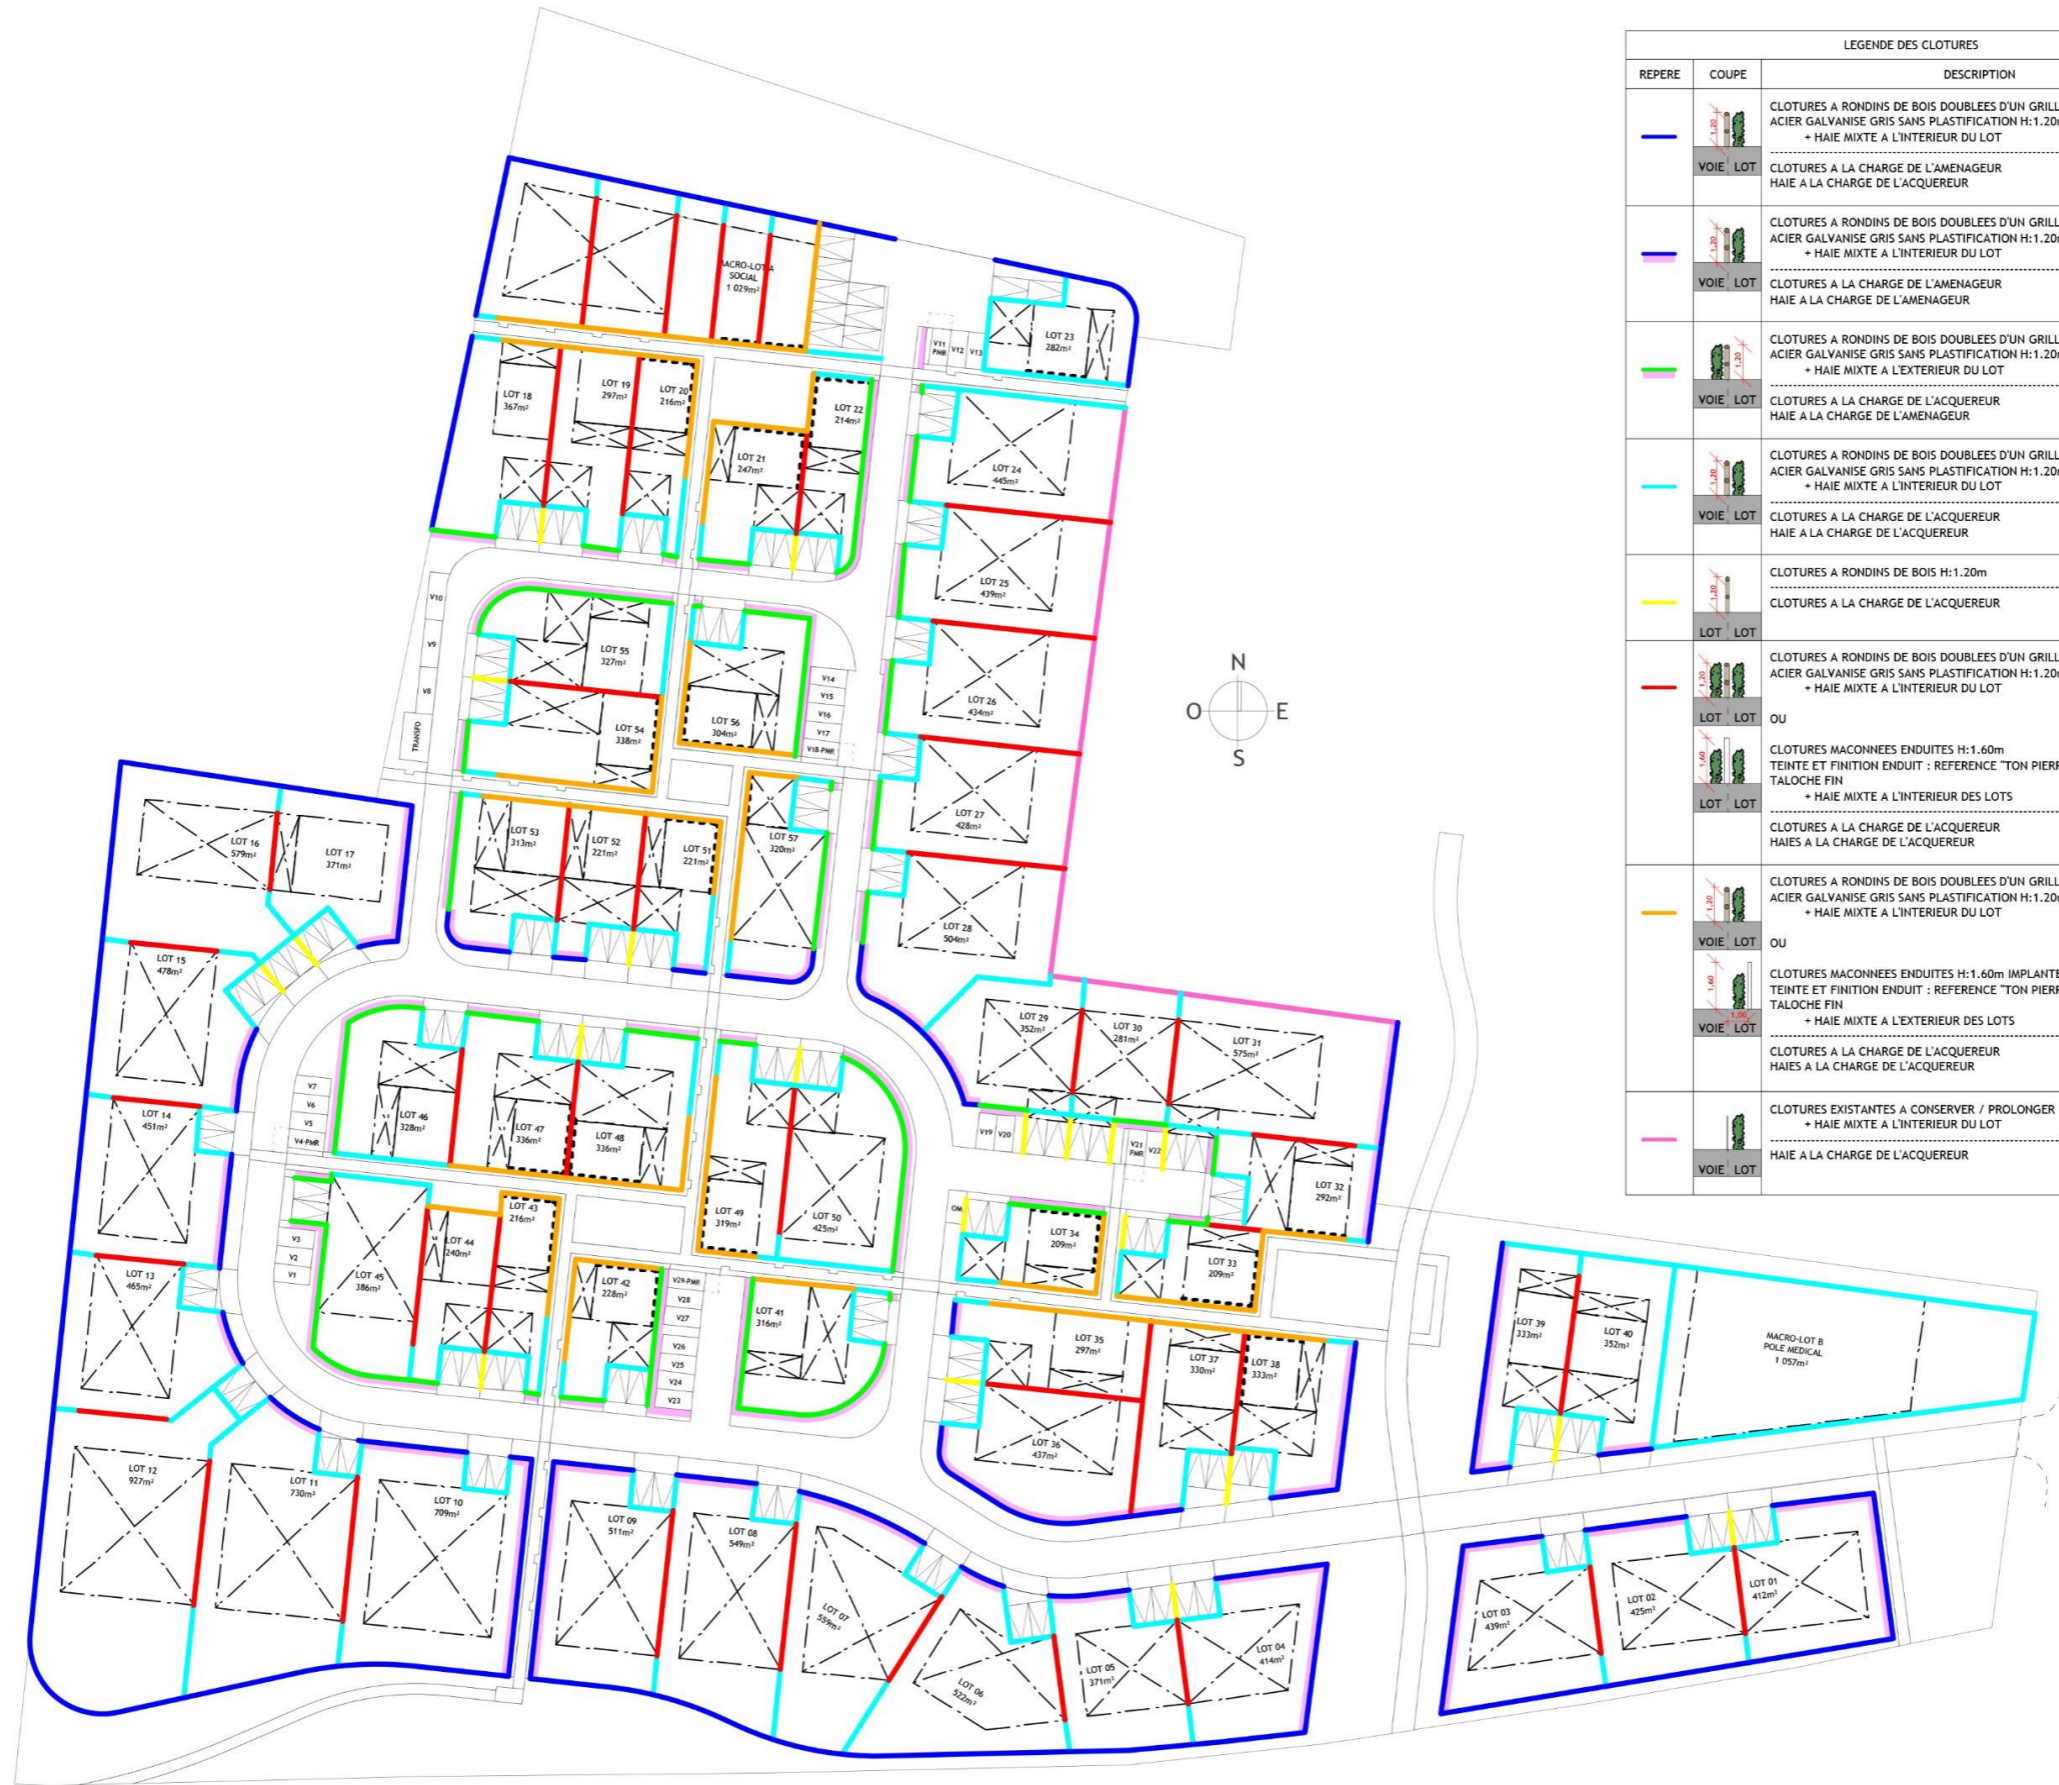 LEGENDE DES CLOTURES
REPERE
COUPE
DESCRIPTION
CLOTURES A RONDINS DE BOIS DOUBLEES D'UN GRILL
ACIER GALVANISE GRIS SANS PLASTIFICATION H:1.20m
+ HAIE MIXTE A L'INTERIEUR DU LOT
1,20
VOIE LOT
CLOTURES A LA CHARGE DE L'AMENAGEUR
HAIE A LA CHARGE DE L'ACQUEREUR
CLOTURES A RONDINS DE BOIS DOUBLEES D'UN GRILL
ACIER GALVANISE GRIS SANS PLASTIFICATION H:1.20m
+ HAIE MIXTE A L'INTERIEUR DU LOT
1,20
VOIE LOT
CLOTURES A LA CHARGE DE L'AMENAGEUR
HAIE A LA CHARGE DE L'AMENAGEUR
CLOTURES A RONDINS DE BOIS DOUBLEES D'UN GRILL
ACIER GALVANISE GRIS SANS PLASTIFICATION H:1.20m
+ HAIE MIXTE A L'EXTERIEUR DU LOT
1,20
VOIE LOT
CLOTURES A LA CHARGE DE L'ACQUEREUR
HAIE A LA CHARGE DE L'AMENAGEUR
CLOTURES A RONDINS DE BOIS DOUBLEES D'UN GRILL
ACIER GALVANISE GRIS SANS PLASTIFICATION H:1.20m
+ HAIE MIXTE A L'INTERIEUR DU LOT
1,20
VOIE LOT
CLOTURES A LA CHARGE DE L'ACQUEREUR
HAIE A LA CHARGE DE L'ACQUEREUR
CLOTURES A RONDINS DE BOIS H:1.20m
1,20
CLOTURES A LA CHARGE DE L'ACQUEREUR
LOT LOT
CLOTURES A RONDINS DE BOIS DOUBLEES D'UN GRILL
ACIER GALVANISE GRIS SANS PLASTIFICATION H:1.20m
+ HAIE MIXTE A L'INTERIEUR DU LOT
1,20
LOT LOT
OU
CLOTURES MACONNEES ENDUITES H:1.60m
TEINTE ET FINITION ENDUIT : REFERENCE "TON PIERR
TALOCHE FIN
+ HAIE MIXTE A L'INTERIEUR DES LOTS
1,60
LOT LOT
CLOTURES A LA CHARGE DE L'ACQUEREUR
HAIES A LA CHARGE DE L'ACQUEREUR
CLOTURES A RONDINS DE BOIS DOUBLEES D'UN GRILL
ACIER GALVANISE GRIS SANS PLASTIFICATION H:1.20m
+ HAIE MIXTE A L'INTERIEUR DU LOT
1,20
VOIE LOT
OU
CLOTURES MACONNEES ENDUITES H:1.60m IMPLANTE
TEINTE ET FINITION ENDUIT : REFERENCE "TON PIERR
TALOCHE FIN
+ HAIE MIXTE A L'EXTERIEUR DES LOTS
1,60
1,00
VOIE LOT
CLOTURES A LA CHARGE DE L'ACQUEREUR
HAIES A LA CHARGE DE L'ACQUEREUR
CLOTURES EXISTANTES A CONSERVER / PROLONGER
+ HAIE MIXTE A L'INTERIEUR DU LOT
HAIE A LA CHARGE DE L'ACQUEREUR
VOIE LOT
MACRO-LOT A
SOCIAL
1 029m²
LOT 23
282m²
V11
PMR
V12
V13
LOT 18
367m²
LOT 19
297m²
LOT 20
216m²
LOT 22
214m²
LOT 21
247m²
LOT 24
445m²
LOT 25
439m²
LOT 26
434m²
LOT 27
428m²
LOT 28
504m²
V10
V9
V8
TRANSFO
LOT 55
327m²
LOT 54
338m²
LOT 56
304m²
V14
V15
V16
V17
V18-PMR
N
O
E
S
LOT 53
313m²
LOT 52
221m²
LOT 51
221m²
LOT 57
320m²
LOT 16
579m²
LOT 17
371m²
LOT 15
478m²
LOT 14
451m²
LOT 13
465m²
V7
V6
V5
V4-PMR
LOT 46
328m²
LOT 47
336m²
LOT 48
336m²
LOT 49
319m²
LOT 50
425m²
LOT 29
352m²
LOT 30
281m²
LOT 31
575m²
V19
V20
V21
PMR
V22
LOT 32
292m²
OM
LOT 34
209m²
LOT 33
209m²
V3
V2
V1
LOT 45
386m²
LOT 44
240m²
LOT 43
216m²
LOT 42
228m²
V29-PMR
V28
V27
V26
V25
V24
V23
LOT 41
316m²
LOT 35
297m²
LOT 36
437m²
LOT 37
330m²
LOT 38
333m²
LOT 39
333m²
LOT 40
352m²
MACRO-LOT B
POLE MEDICAL
1 057m²
LOT 12
927m²
LOT 11
730m²
LOT 10
709m²
LOT 09
511m²
LOT 08
549m²
LOT 07
559m²
LOT 06
522m²
LOT 05
371m²
LOT 04
414m²
LOT 03
439m²
LOT 02
425m²
LOT 01
412m²